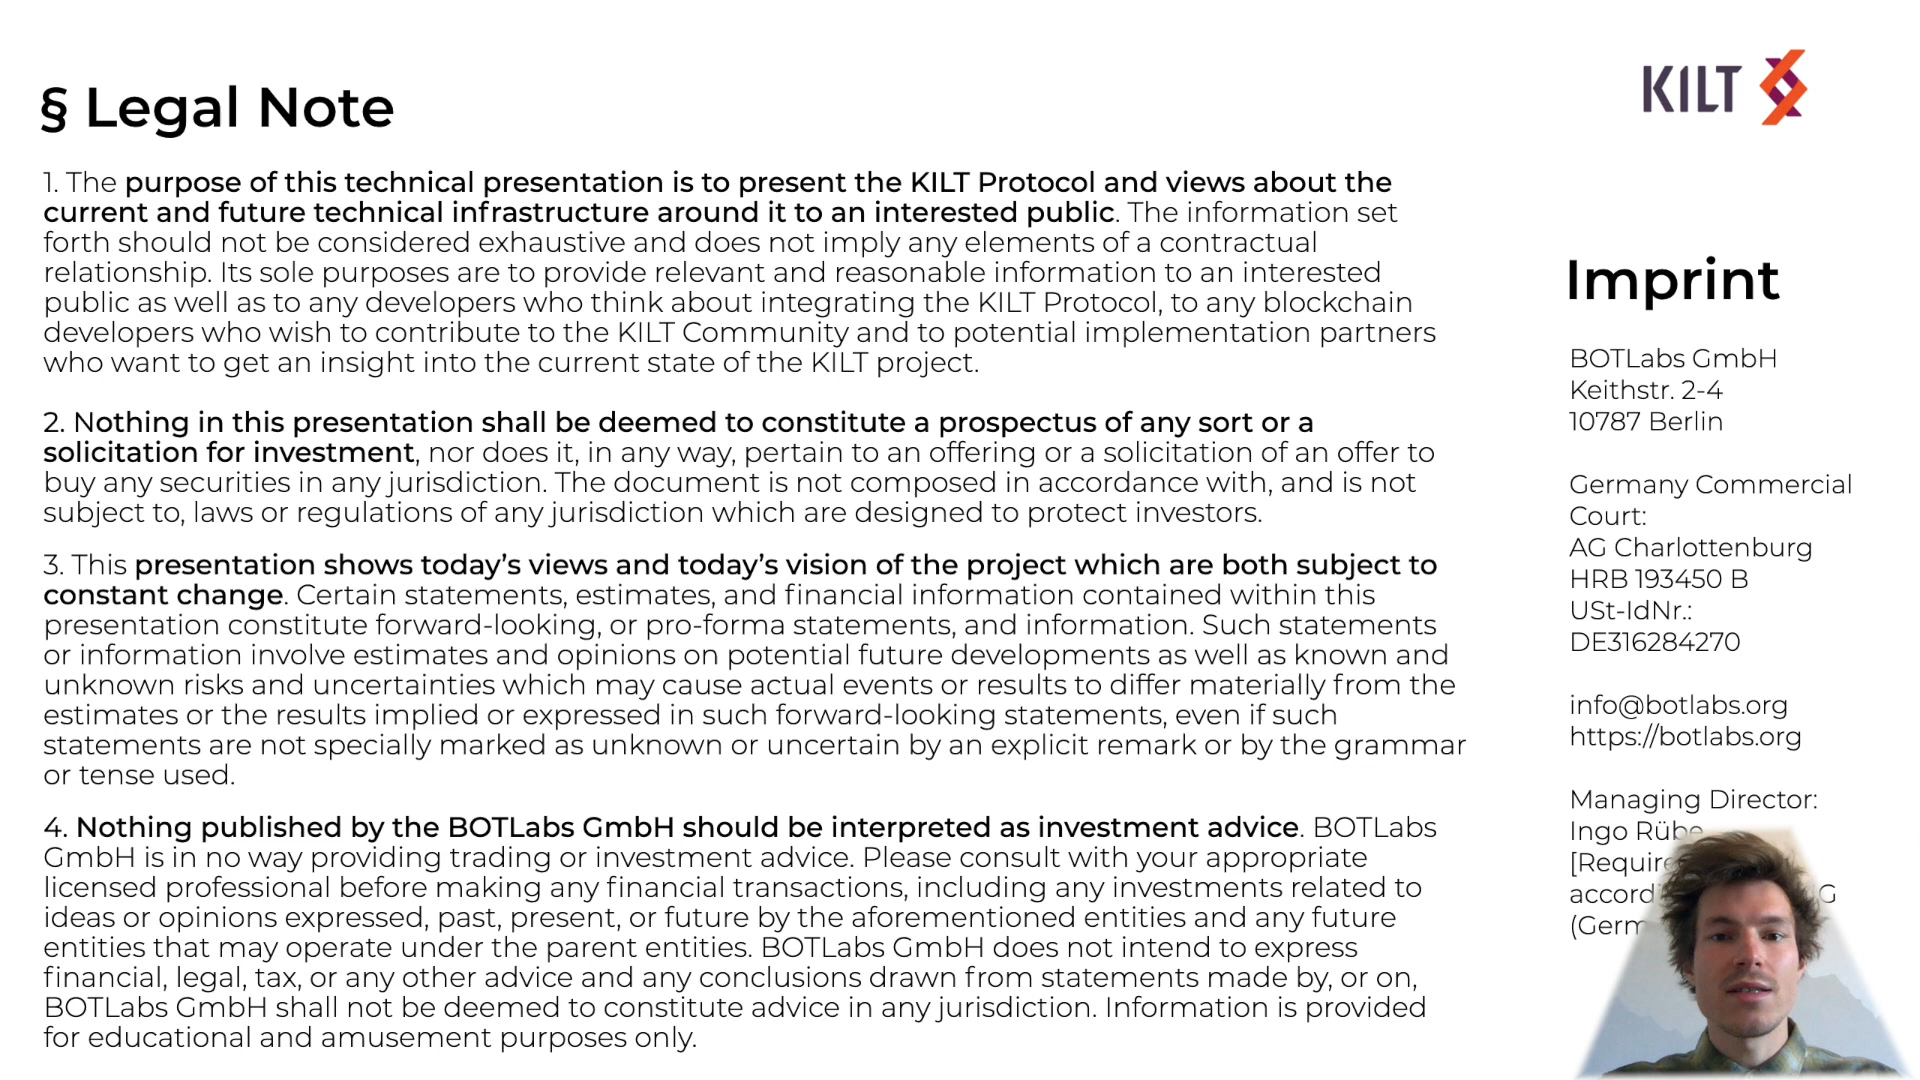 KILT
§ Legal Note
1. The purpose of this technical presentation is to present the KILT Protocol and views about the
current and future technical infrastructure around it to an interested public. The information set
forth should not be considered exhaustive and does not imply any elements of a contractual
relationship. Its sole purposes are to provide relevant and reasonable information to an interested
public as well as to any developers who think about integrating the KILT Protocol, to any blockchain
developers who wish to contribute to the KILT Community and to potential implementation partners
who want to get an insight into the current state of the KILT project.
2. Nothing in this presentation shall be deemed to constitute a prospectus of any sort or a
solicitation for investment, nor does it, in any way, pertain to an offering or a solicitation of an offer to
buy any securities in any jurisdiction. The document is not composed in accordance with, and is not
subject to, laws or regulations of any jurisdiction which are designed to protect investors.
3. This presentation shows today's views and today's vision of the project which are both subject to
constant change. Certain statements, estimates, and financial information contained within this
presentation constitute forward-looking, or pro-forma statements, and information. Such statements
or information involve estimates and opinions on potential future developments as well as known and
unknown risks and uncertainties which may cause actual events or results to differ materially from the
estimates or the results implied or expressed in such forward-looking statements, even if such
statements are not specially marked as unknown or uncertain by an explicit remark or by the grammar
or tense used.
4. Nothing published by the BOTLabs GmbH should be interpreted as investment advice. BOTLabs
GmbH is in no way providing trading or investment advice. Please consult with your appropriate
licensed professional before making any financial transactions, including any investments related to
ideas or opinions expressed, past, present, or future by the aforementioned entities and any future
entities that may operate under the parent entities. BOTLabs GmbH does not intend to express
financial, legal, tax, or any other advice and any conclusions drawn from statements made by, or on,
BOTLabs GmbH shall not be deemed to constitute advice in any jurisdiction. Information is provided
for educational and amusement purposes only.
Imprint
BOTLabs GmbH
Keithstr. 2-4
10787 Berlin
Germany Commercial
Court:
AG Charlottenburg
HRB 193450 B
USt-IdNr.:
DE316284270
info@botlabs.org
https://botlabs.org
Managing Director:
Ingo Rübe